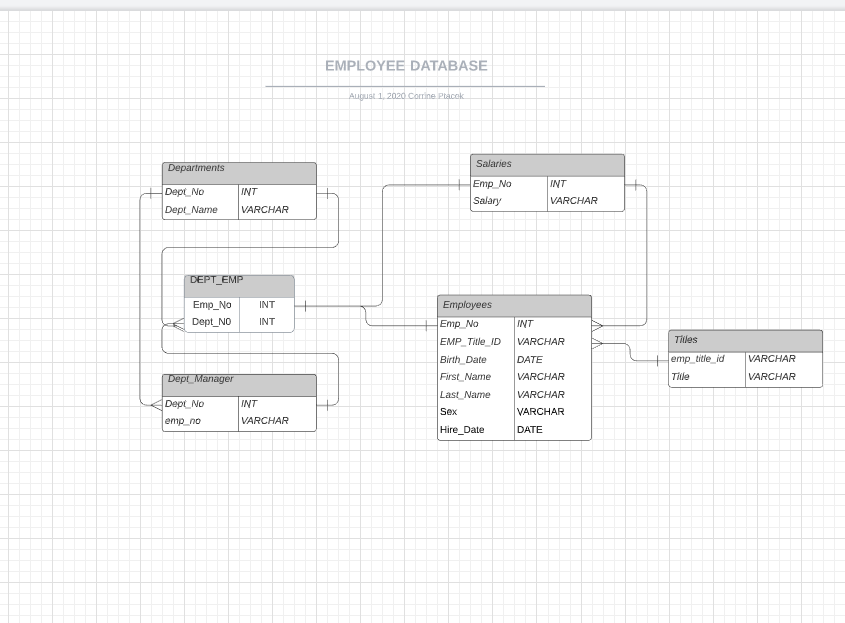 EMPLOYEE DATABASE
August 1, 2020 Corrine Ptacok
Departments
Dept_No INT
Dept_Name VARCHAR
Salaries
Emp_No INT
Salary VARCHAR
DEPT_EMP
Emp_No INT
Dept_N0 INT
Employees
Emp_No INT
EMP_Title_ID VARCHAR
Birth_Date DATE
First_Name VARCHAR
Last_Name VARCHAR
Sex VARCHAR
Hire_Date DATE
Titles
emp_title_id VARCHAR
Title VARCHAR
Dept_Manager
Dept_No INT
emp_no VARCHAR